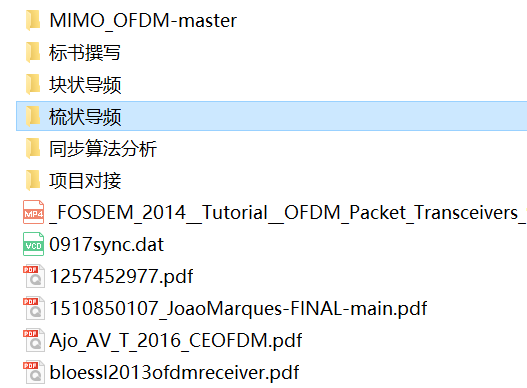 MIMO_OFDM-master
标书撰写
块状导频
梳状导频
同步算法分析
项目对接
MP4 _FOSDEM_2014__Tutorial__OFDM_Packet_Transceivers_
VCD 0917sync.dat
PDF 1257452977.pdf
PDF 1510850107_JoaoMarques-FINAL-main.pdf
PDF Ajo_AV_T_2016_CEOFDM.pdf
PDF bloessl2013ofdmreceiver.pdf